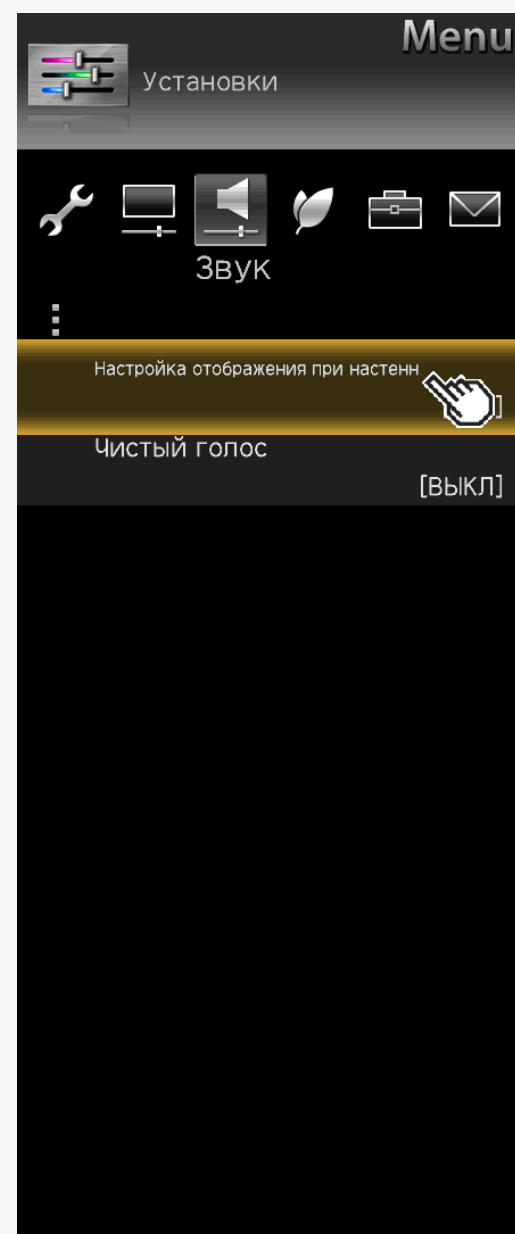 Menu
Установки
Звук
Настройка отображения при настенн
]
Чистый голос
[ВЫКЛ]